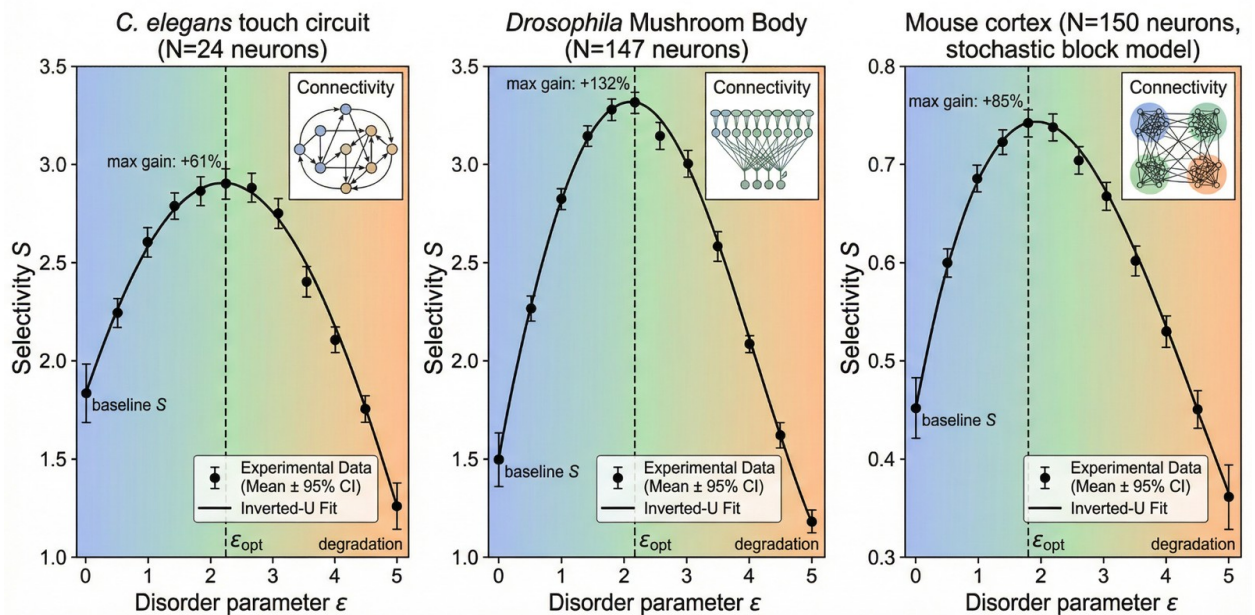 C. elegans touch circuit
(N=24 neurons)
3.5
3.0
2.5
2.0
1.5
1.0
Selectivity S
max gain: +61%
Connectivity
baseline S
Experimental Data
(Mean ± 95% CI)
Inverted-U Fit
εopt
degradation
0 1 2 3 4 5
Disorder parameter ε
Drosophila Mushroom Body
(N=147 neurons)
3.5
3.0
2.5
2.0
1.5
1.0
Selectivity S
max gain: +132%
Connectivity
baseline S
Experimental Data
(Mean ± 95% CI)
Inverted-U Fit
εopt
degradation
0 1 2 3 4 5
Disorder parameter ε
Mouse cortex (N=150 neurons,
stochastic block model)
0.8
0.7
0.6
0.5
0.4
0.3
Selectivity S
max gain: +85%
Connectivity
baseline S
Experimental Data
(Mean ± 95% CI)
Inverted-U Fit
εopt
degradation
0 1 2 3 4 5
Disorder parameter ε